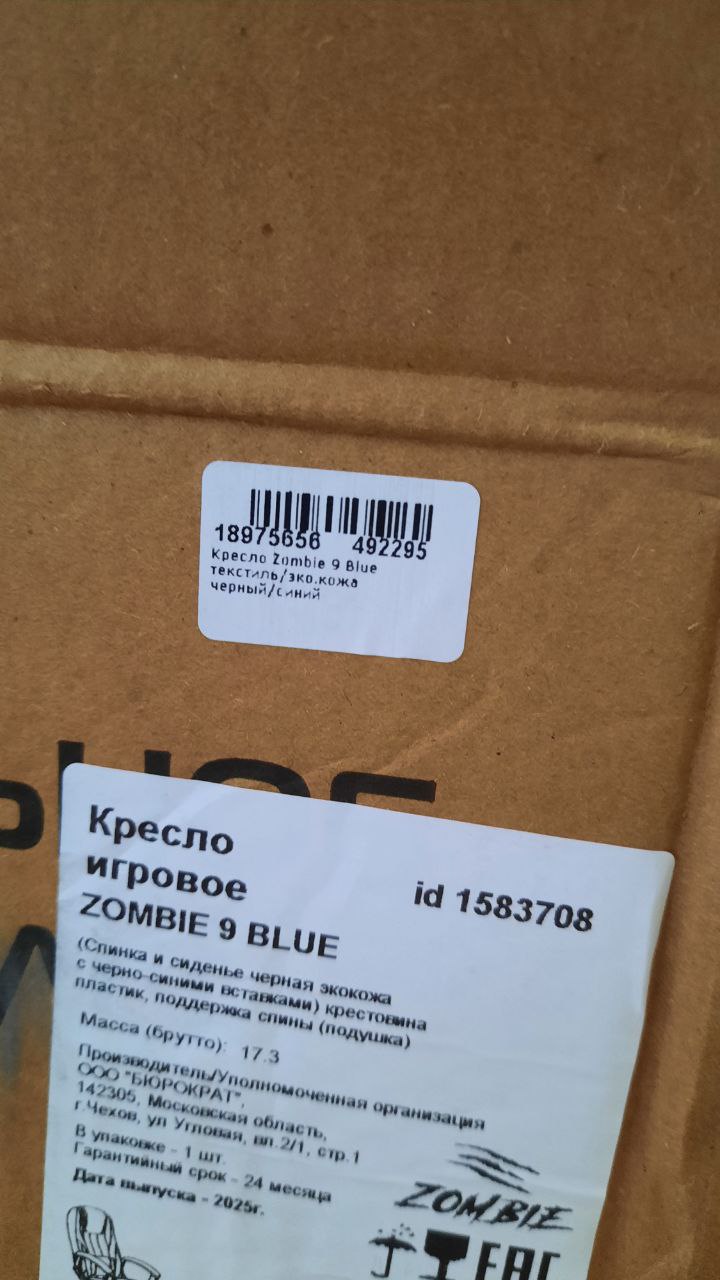 18975656 492295
Кресло Zombie 9 Blue
текстиль/эко.кожа
черный/синий
Кресло
игровое
id 1583708
ZOMBIE 9 BLUE
(Спинка и сиденье черная экокожа
с черно-синими вставками) крестовина
пластик, поддержка спины (подушка)
Масса (брутто): 17.3
Производитель/Уполномоченная организация
ООО "БЮРОКРАТ",
142305, Московская область,
г.Чехов, ул Угловая, вл.2/1, стр.1
В упаковке - 1 шт.
Гарантийный срок - 24 месяца
Дата выпуска - 2025г.
ZOMBIE
EAC